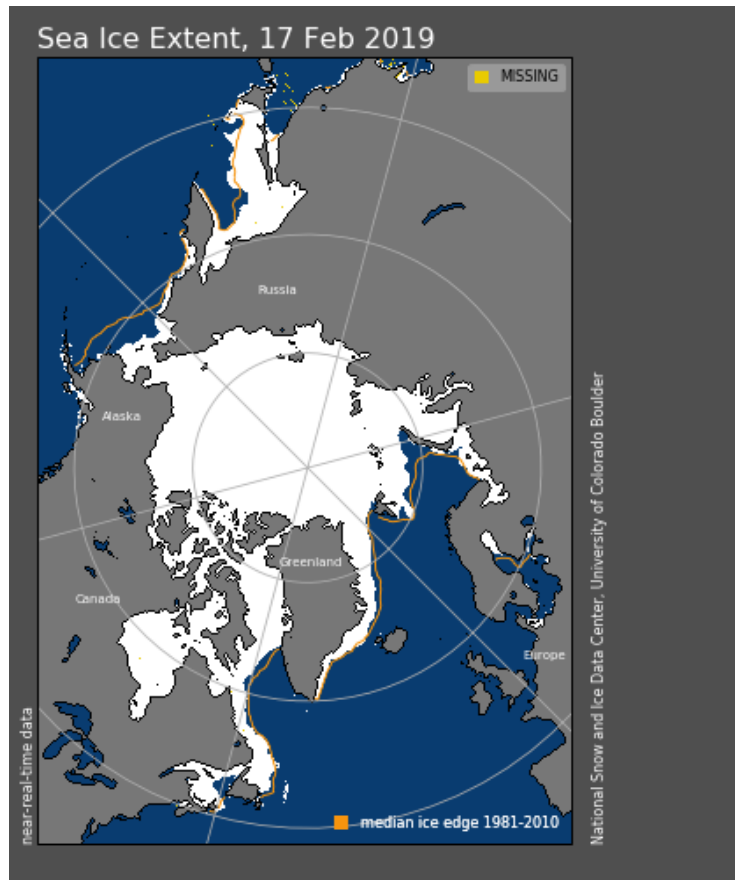 Sea Ice Extent, 17 Feb 2019
MISSING
Russia
Alaska
Greenland
Canada
Europe
median ice edge 1981-2010
near-real-time data
National Snow and Ice Data Center, University of Colorado Boulder